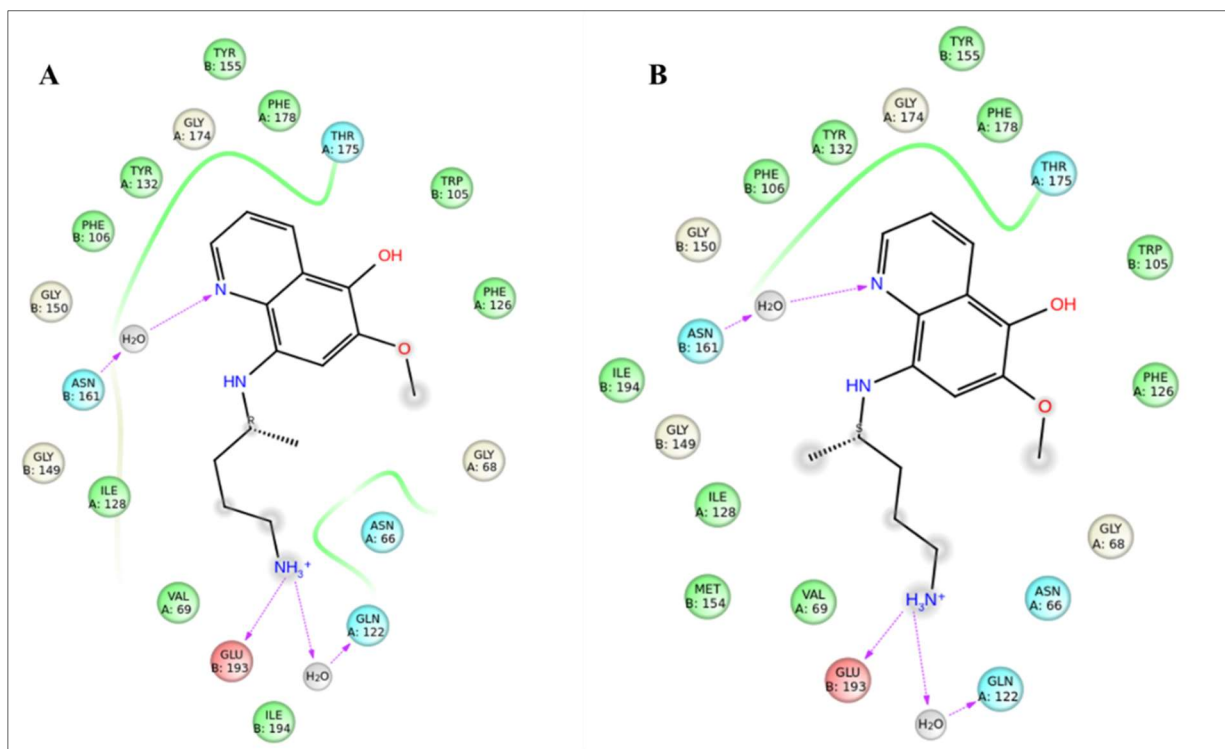 A
TYR
B: 155
PHE
A: 178
GLY
A: 174
THR
A: 175
TYR
A: 132
TRP
B: 105
PHE
B: 106
OH
N
PHE
A: 126
GLY
B: 150
H₂O
O
ASN
B: 161
HN
R
GLY
B: 149
GLY
A: 68
ILE
A: 128
ASN
A: 66
NH₃⁺
VAL
A: 69
GLN
A: 122
GLU
B: 193
H₂O
ILE
B: 194
B
TYR
B: 155
GLY
A: 174
PHE
A: 178
TYR
A: 132
THR
A: 175
PHE
B: 106
GLY
B: 150
TRP
B: 105
N
H₂O
OH
ASN
B: 161
ILE
B: 194
HN
PHE
A: 126
O
S
GLY
B: 149
ILE
A: 128
GLY
A: 68
MET
B: 154
VAL
A: 69
H₃N⁺
ASN
A: 66
GLU
B: 193
GLN
A: 122
H₂O